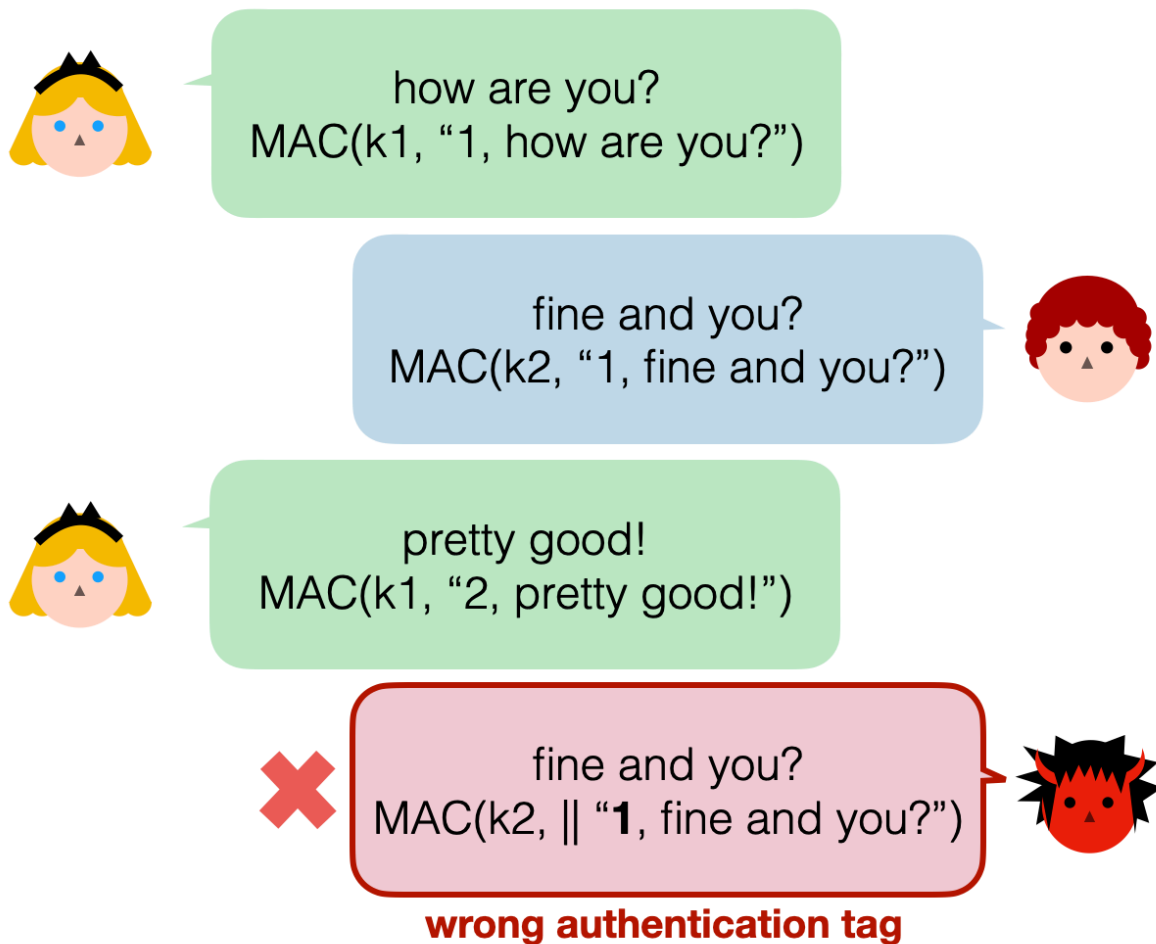 how are you?
MAC(k1, “1, how are you?”)
fine and you?
MAC(k2, “1, fine and you?”)
pretty good!
MAC(k1, “2, pretty good!”)
fine and you?
MAC(k2, || “1, fine and you?”)
wrong authentication tag